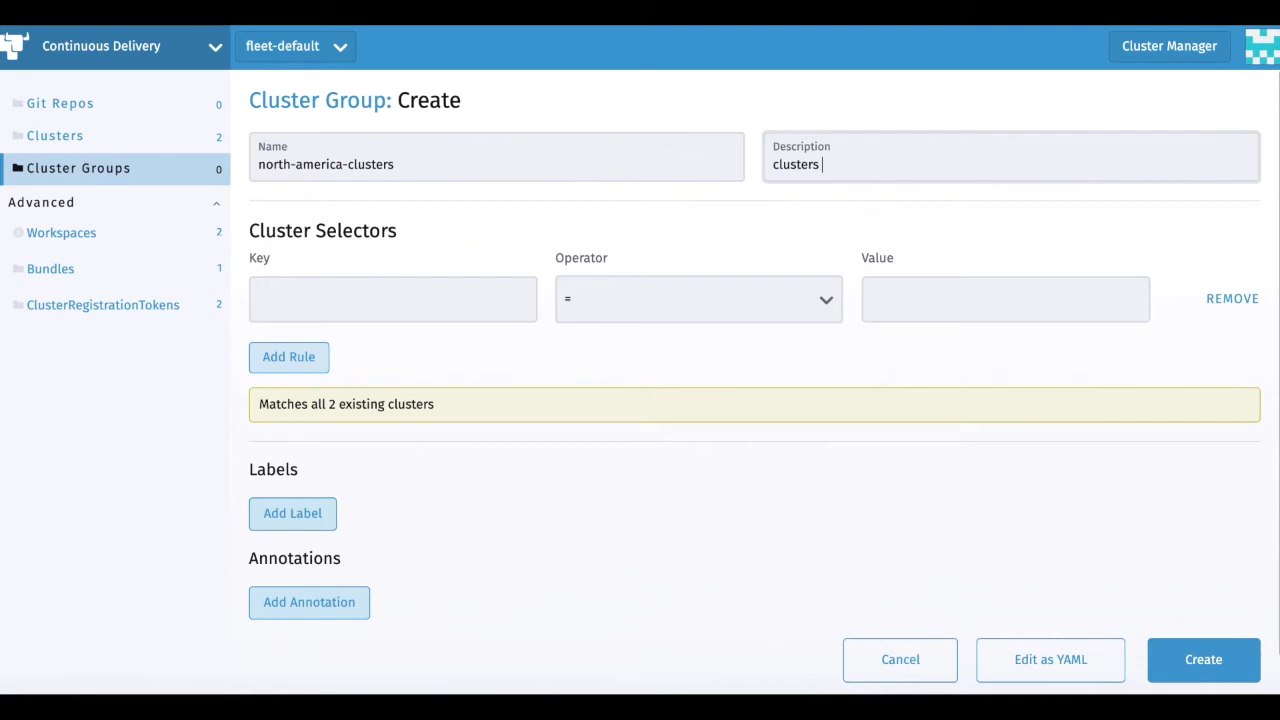 Continuous Delivery
fleet-default
Cluster Manager
Git Repos 0
Clusters 2
Cluster Groups 0
Advanced
Workspaces 2
Bundles 1
ClusterRegistrationTokens 2
Cluster Group: Create
Name
north-america-clusters
Description
clusters
Cluster Selectors
Key Operator Value
=
REMOVE
Add Rule
Matches all 2 existing clusters
Labels
Add Label
Annotations
Add Annotation
Cancel Edit as YAML Create